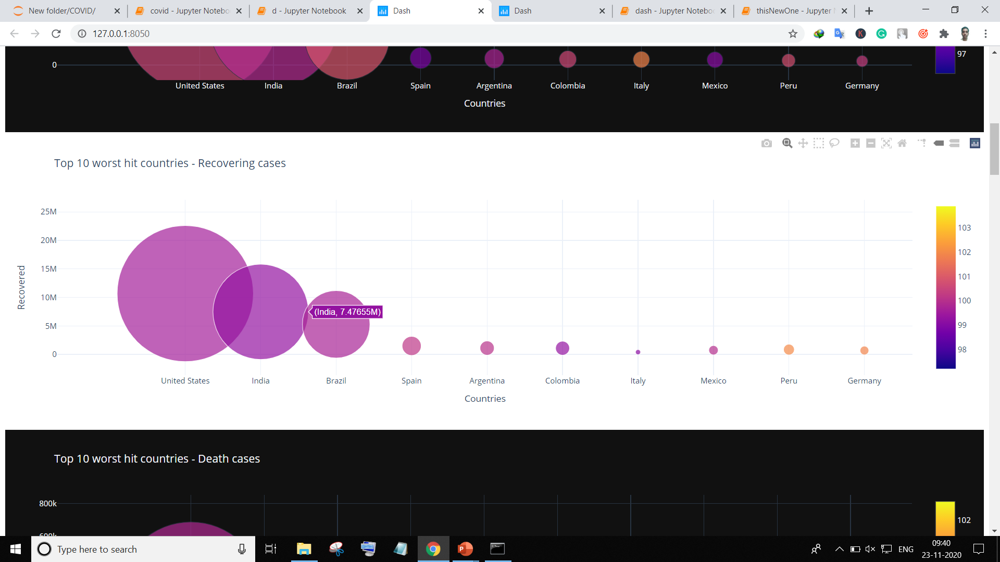 New folder/COVID/
covid - Jupyter Notebo
d - Jupyter Notebook
Dash
Dash
dash - Jupyter Notebo
thisNewOne - Jupyter
127.0.0.1:8050
97
0
United States India Brazil Spain Argentina Colombia Italy Mexico Peru Germany
Countries
Top 10 worst hit countries - Recovering cases
25M
20M
15M
10M
5M
0
Recovered
(India, 7.47655M)
103
102
101
100
99
98
United States India Brazil Spain Argentina Colombia Italy Mexico Peru Germany
Countries
Top 10 worst hit countries - Death cases
800k
600k
102
Type here to search
ENG
09:40
23-11-2020